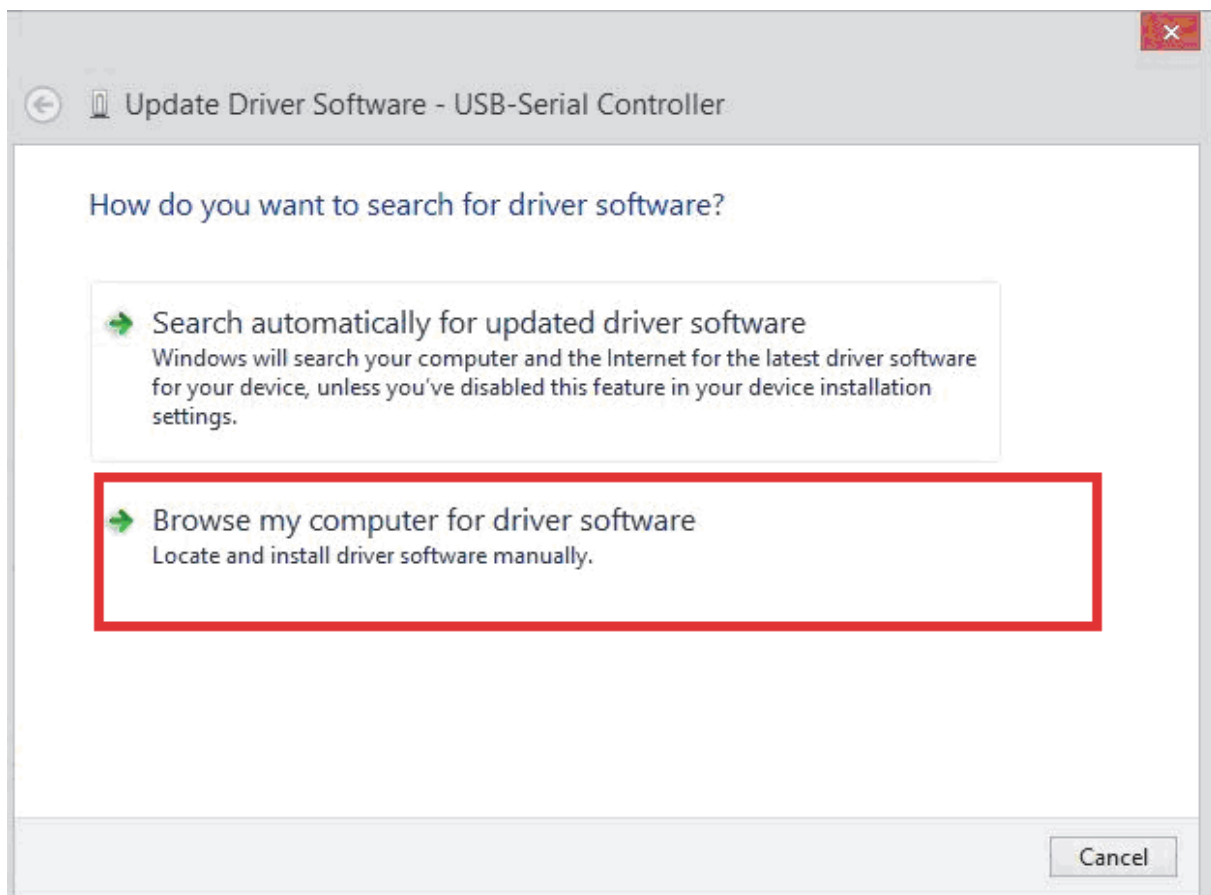 Update Driver Software - USB-Serial Controller
How do you want to search for driver software?
Search automatically for updated driver software
Windows will search your computer and the Internet for the latest driver software
for your device, unless you've disabled this feature in your device installation
settings.
Browse my computer for driver software
Locate and install driver software manually.
Cancel